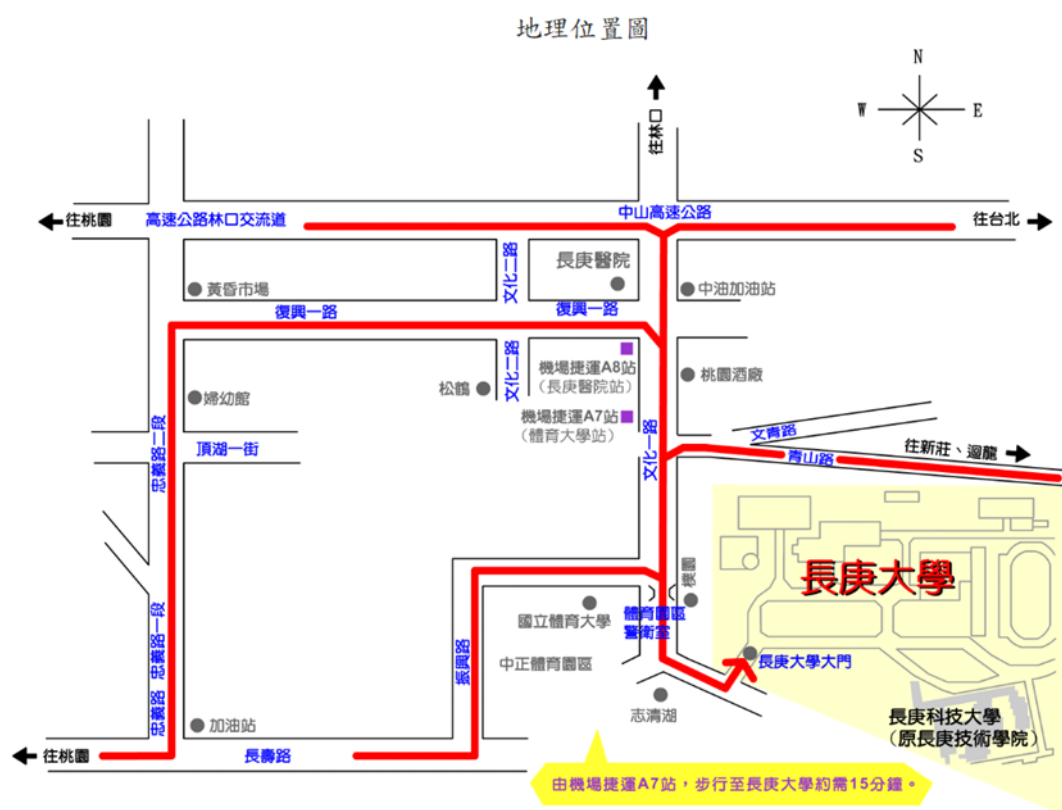 地理位置圖
N
W
E
S
往林口
往桃園
高速公路林口交流道
中山高速公路
往台北
文化二路
長庚醫院
黃昏市場
中油加油站
復興一路
復興一路
機場捷運A8站
(長庚醫院站)
文化二路
松鶴
桃園酒廠
婦幼館
機場捷運A7站
(體育大學站)
忠義路二段
頂湖一街
文化一路
文青路
青山路
往新莊、迴龍
長庚大學
樸園
國立體育大學
體育園區
警衛室
忠義路一段
振興路
中正體育園區
長庚大學大門
忠義路
加油站
志清湖
長庚科技大學
(原長庚技術學院)
往桃園
長壽路
由機場捷運A7站，步行至長庚大學約需15分鐘。